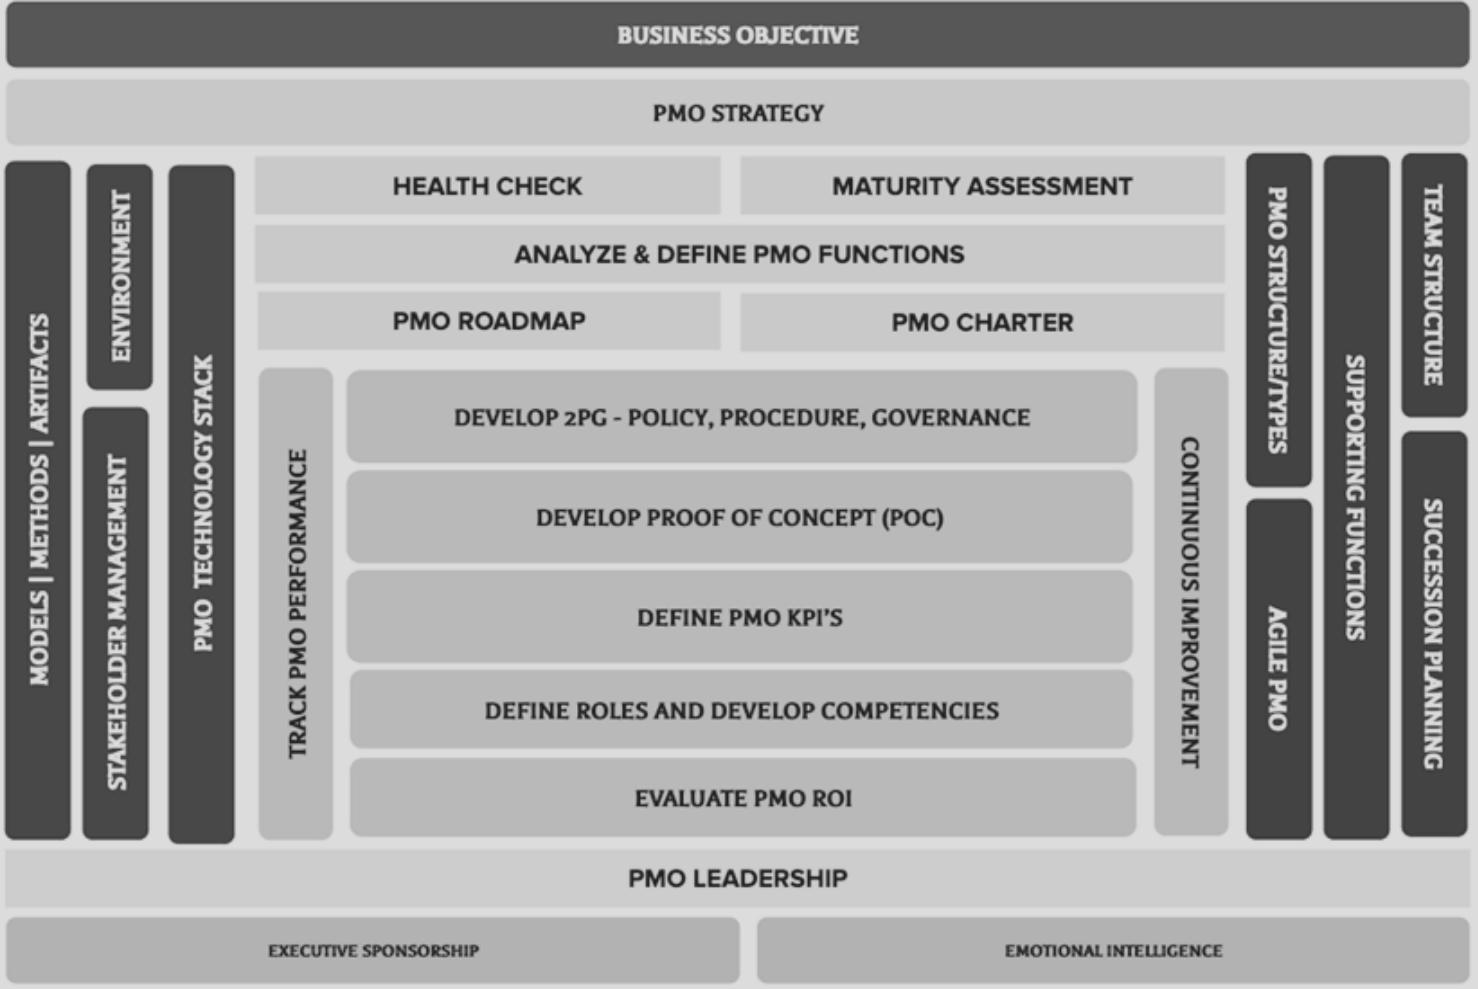 BUSINESS OBJECTIVE
PMO STRATEGY
MODELS | METHODS | ARTIFACTS
ENVIRONMENT
STAKEHOLDER MANAGEMENT
PMO TECHNOLOGY STACK
HEALTH CHECK
MATURITY ASSESSMENT
ANALYZE & DEFINE PMO FUNCTIONS
PMO ROADMAP
PMO CHARTER
TRACK PMO PERFORMANCE
DEVELOP 2PG - POLICY, PROCEDURE, GOVERNANCE
DEVELOP PROOF OF CONCEPT (POC)
DEFINE PMO KPI'S
DEFINE ROLES AND DEVELOP COMPETENCIES
EVALUATE PMO ROI
CONTINUOUS IMPROVEMENT
PMO STRUCTURE/TYPES
AGILE PMO
SUPPORTING FUNCTIONS
TEAM STRUCTURE
SUCCESSION PLANNING
PMO LEADERSHIP
EXECUTIVE SPONSORSHIP
EMOTIONAL INTELLIGENCE